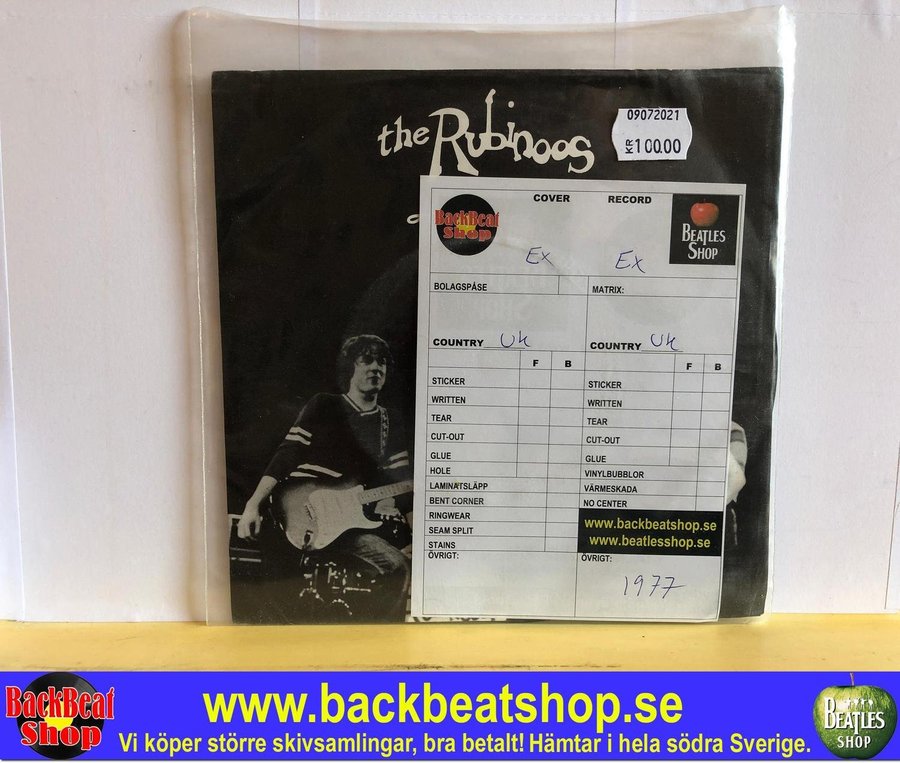 the Rubinoos
09072021
KR100.00
COVER RECORD
BackBeat
Shop
BEATLES
SHOP
Ex Ex
BOLAGSPÅSE MATRIX:
COUNTRY Uk COUNTRY Uk
F B F B
STICKER STICKER
WRITTEN WRITTEN
TEAR TEAR
CUT-OUT CUT-OUT
GLUE GLUE
HOLE VINYLBUBBLOR
LAMINATSLÄPP VÄRMESKADA
BENT CORNER NO CENTER
RINGWEAR www.backbeatshop.se
SEAM SPLIT www.beatlesshop.se
STAINS
ÖVRIGT: ÖVRIGT:
1977
BackBeat
Shop
www.backbeatshop.se
Vi köper större skivsamlingar, bra betalt! Hämtar i hela södra Sverige.
BEATLES
SHOP